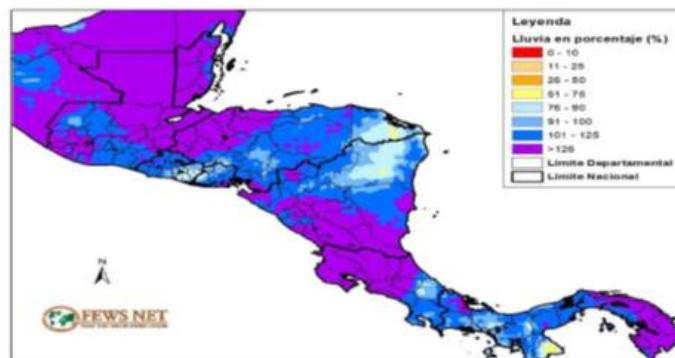 Leyenda
Lluvia en porcentaje (%)
0 - 10
11 - 25
26 - 50
51 - 75
76 - 90
91 - 100
101 - 125
>126
Limite Departamental
Limite Nacional
N
FEWS NET